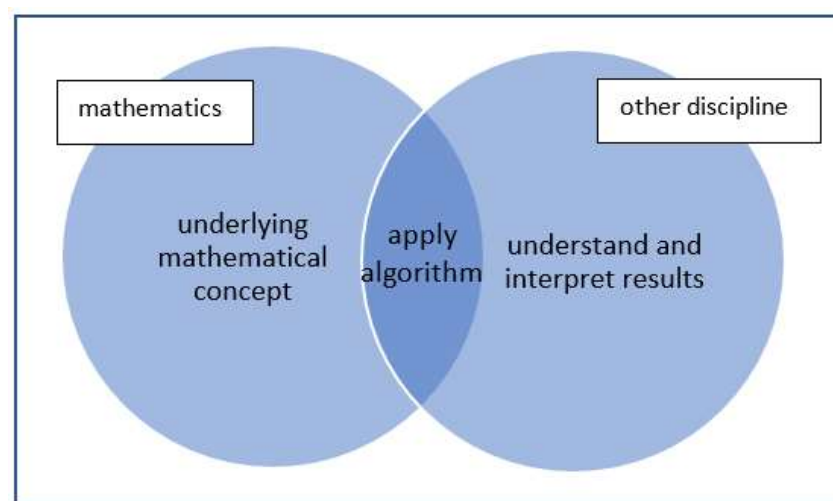 mathematics
other discipline
underlying
mathematical
concept
apply
algorithm
understand and
interpret results